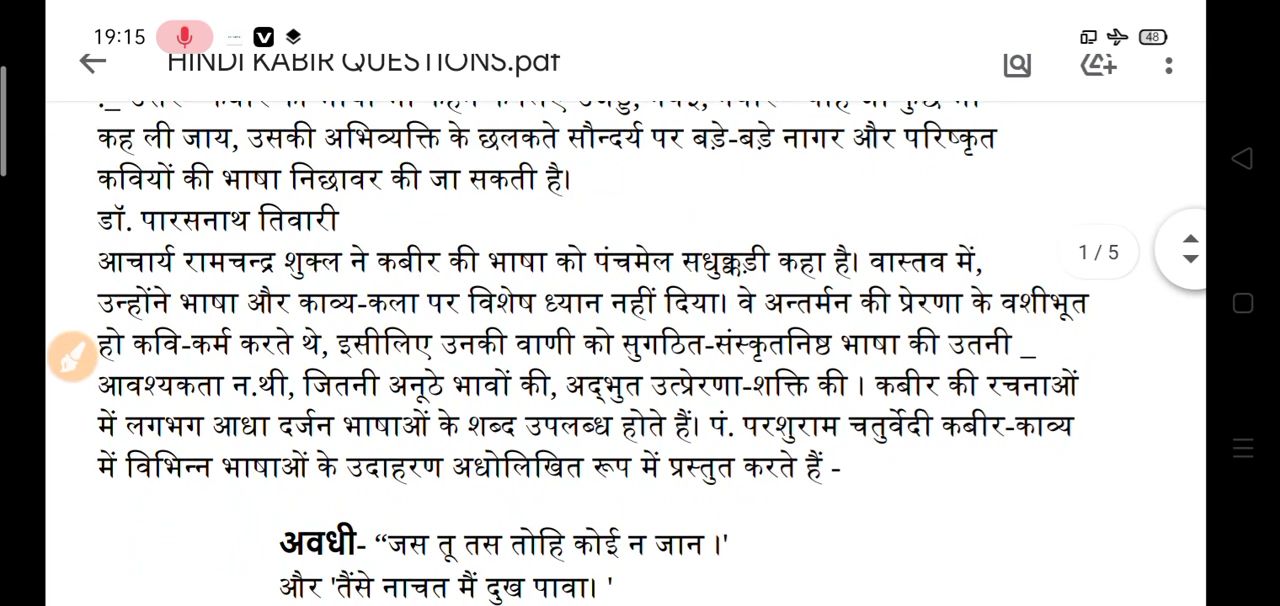 19:15
48
HINDI KABIR QUESTIONS.pdf
कह ली जाय, उसकी अभिव्यक्ति के छलकते सौन्दर्य पर बड़े-बड़े नागर और परिष्कृत
कवियों की भाषा निछावर की जा सकती है।
डॉ. पारसनाथ तिवारी
आचार्य रामचन्द्र शुक्ल ने कबीर की भाषा को पंचमेल सधुक्कड़ी कहा है। वास्तव में,
1 / 5
उन्होंने भाषा और काव्य-कला पर विशेष ध्यान नहीं दिया। वे अन्तर्मन की प्रेरणा के वशीभूत
हो कवि-कर्म करते थे, इसीलिए उनकी वाणी को सुगठित-संस्कृतनिष्ठ भाषा की उतनी _
आवश्यकता न.थी, जितनी अनूठे भावों की, अद्भुत उत्प्रेरणा-शक्ति की । कबीर की रचनाओं
में लगभग आधा दर्जन भाषाओं के शब्द उपलब्ध होते हैं। पं. परशुराम चतुर्वेदी कबीर-काव्य
में विभिन्न भाषाओं के उदाहरण अधोलिखित रूप में प्रस्तुत करते हैं -
अवधी- “जस तू तस तोहि कोई न जान ।'
और 'तैंसे नाचत मैं दुख पावा। '